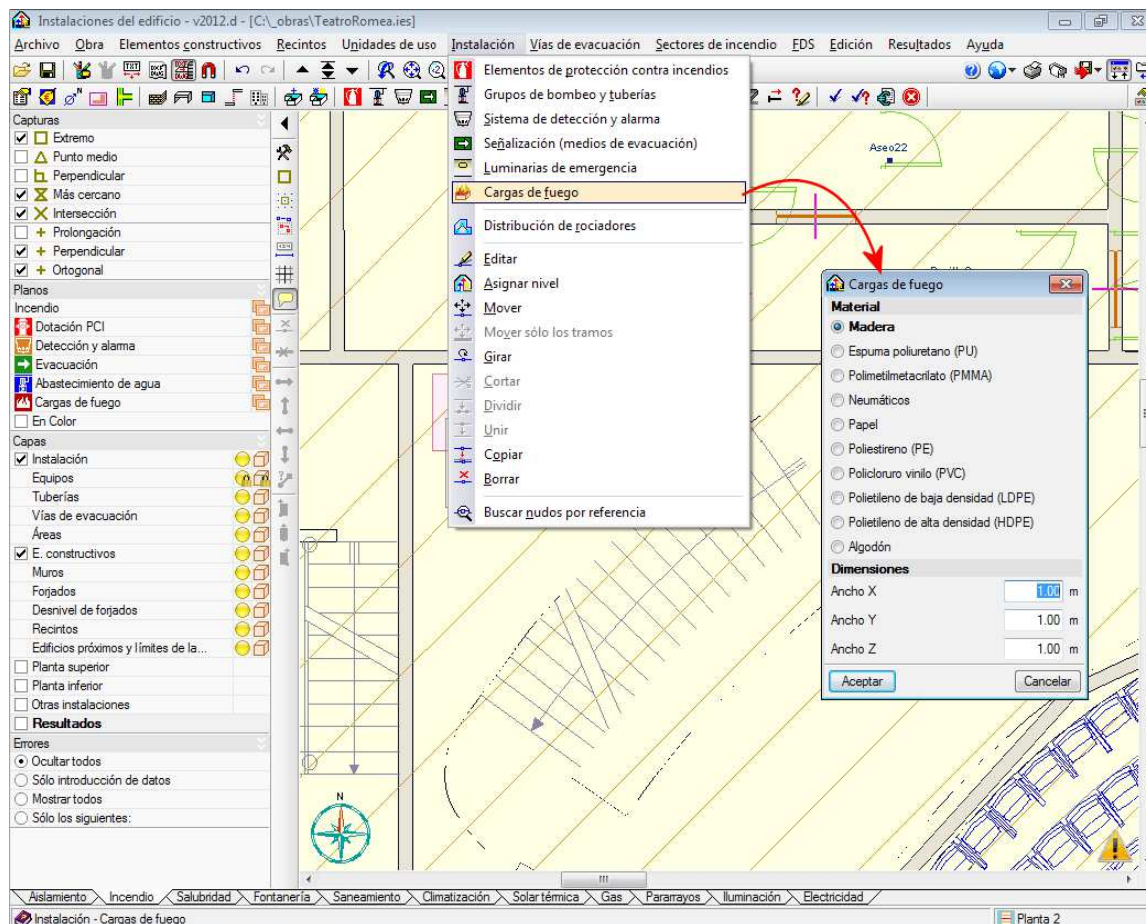 Instalaciones del edificio - v2012.d - [C:\_obras\TeatroRomea.ies]
Archivo Obra Elementos constructivos Recintos Unidades de uso Instalación Vías de evacuación Sectores de incendio FDS Edición Resultados Ayuda
Capturas
Extremo
Punto medio
Perpendicular
Más cercano
Intersección
Prolongación
Perpendicular
Ortogonal
Planos
Incendio
Dotación PCI
Detección y alarma
Evacuación
Abastecimiento de agua
Cargas de fuego
En Color
Capas
Instalación
Equipos
Tuberías
Vías de evacuación
Áreas
E. constructivos
Muros
Forjados
Desnivel de forjados
Recintos
Edificios próximos y límites de la...
Planta superior
Planta inferior
Otras instalaciones
Resultados
Errores
Ocultar todos
Sólo introducción de datos
Mostrar todos
Sólo los siguientes:
Elementos de protección contra incendios
Grupos de bombeo y tuberías
Sistema de detección y alarma
Señalización (medios de evacuación)
Luminarias de emergencia
Cargas de fuego
Distribución de rociadores
Editar
Asignar nivel
Mover
Mover sólo los tramos
Girar
Cortar
Dividir
Unir
Copiar
Borrar
Buscar nudos por referencia
Aseo22
Cargas de fuego
Material
Madera
Espuma poliuretano (PU)
Polimetilmetacrilato (PMMA)
Neumáticos
Papel
Poliestireno (PE)
Policloruro vinilo (PVC)
Polietileno de baja densidad (LDPE)
Polietileno de alta densidad (HDPE)
Algodón
Dimensiones
Ancho X 1.00 m
Ancho Y 1.00 m
Ancho Z 1.00 m
Aceptar Cancelar
N
Aislamiento Incendio Salubridad Fontanería Saneamiento Climatización Solar térmica Gas Pararrayos Iluminación Electricidad
Instalación - Cargas de fuego Planta 2